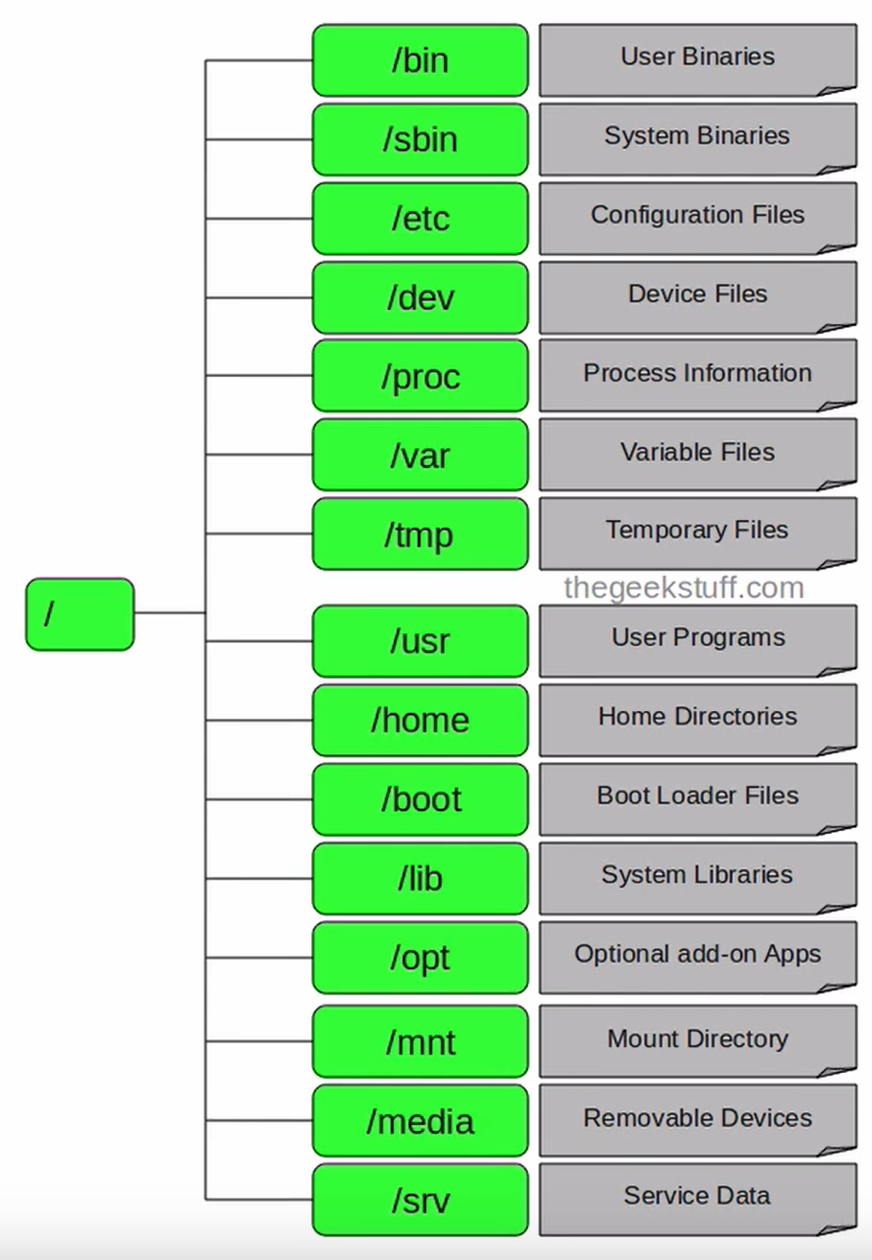 /bin User Binaries
/sbin System Binaries
/etc Configuration Files
/dev Device Files
/proc Process Information
/var Variable Files
/tmp Temporary Files
thegeekstuff.com
/
/usr User Programs
/home Home Directories
/boot Boot Loader Files
/lib System Libraries
/opt Optional add-on Apps
/mnt Mount Directory
/media Removable Devices
/srv Service Data